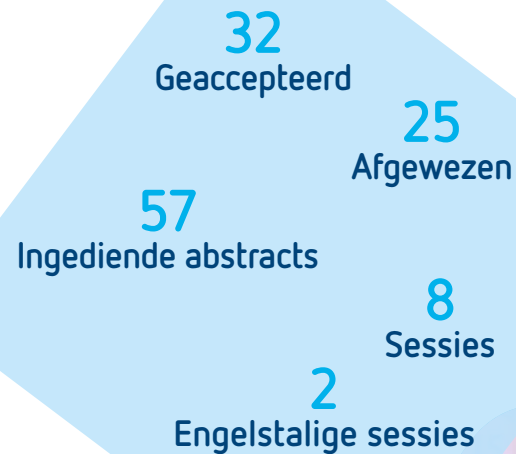 32
Geaccepteerd
25
Afgewezen
57
Ingediende abstracts
8
Sessies
2
Engelstalige sessies